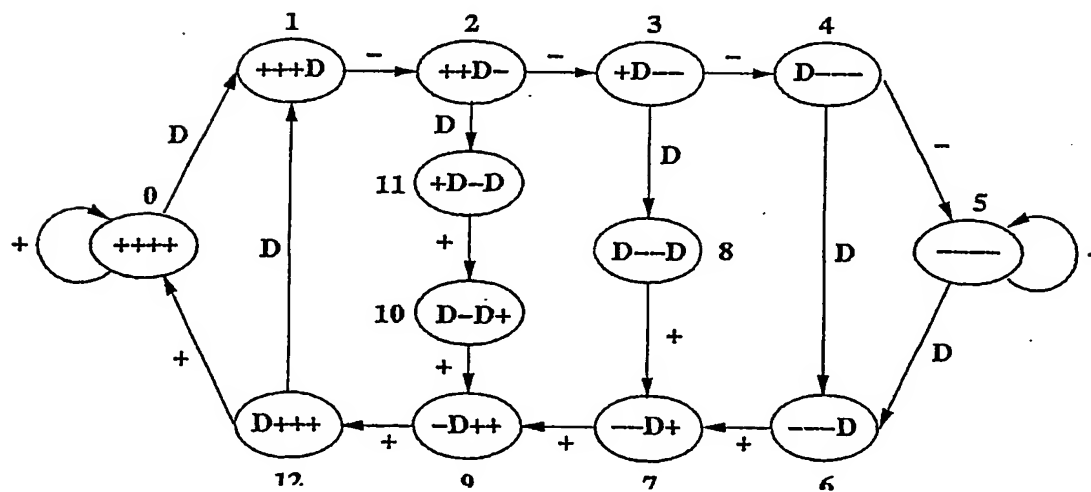 1 2 3 4
+++D - ++D- - +D-- - D---
D D D D -
11 +D-D
0 5
+ ++++ D + D---D 8 D ---- -
10 D-D+
+ + + D
D+++ + -D++ + ---D+ + ---D
12 9 7 6